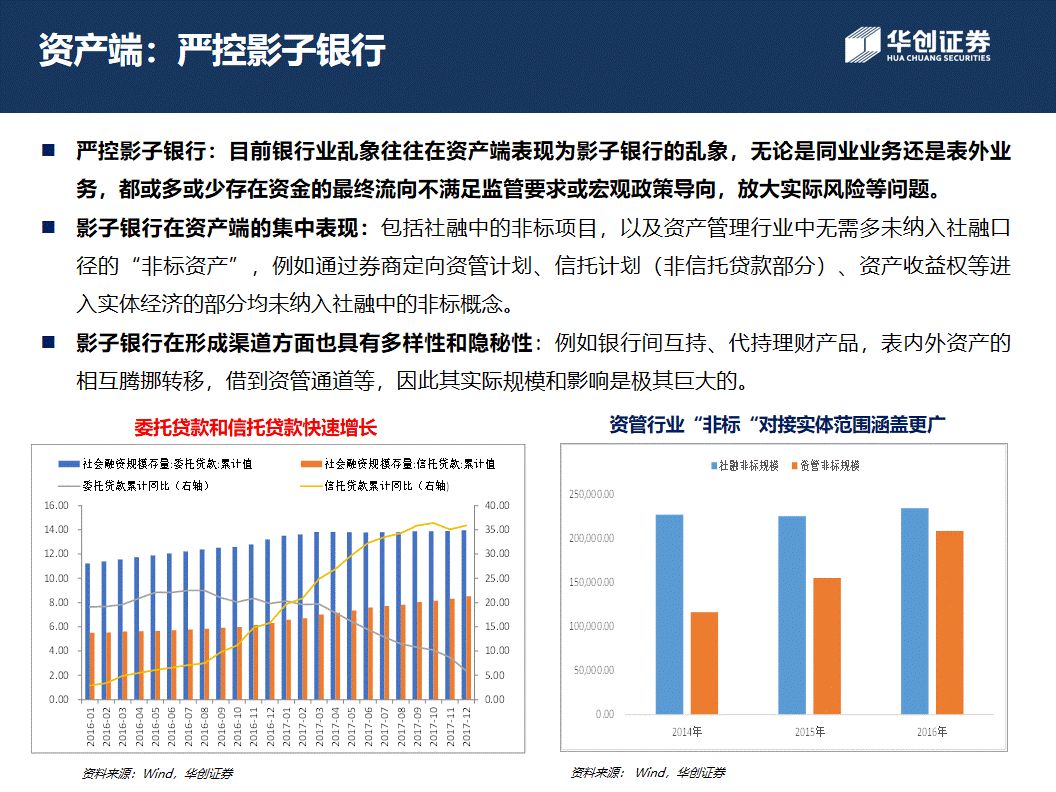 资产端：严控影子银行
华创证券
HUA CHUANG SECURITIES
严控影子银行：目前银行业乱象往往在资产端表现为影子银行的乱象，无论是同业业务还是表外业
务，都或多或少存在资金的最终流向不满足监管要求或宏观政策导向，放大实际风险等问题。
影子银行在资产端的集中表现：包括社融中的非标项目，以及资产管理行业中无需多未纳入社融口
径的“非标资产”，例如通过券商定向资管计划、信托计划（非信托贷款部分）、资产收益权等进
入实体经济的部分均未纳入社融中的非标概念。
影子银行在形成渠道方面也具有多样性和隐秘性：例如银行间互持、代持理财产品，表内外资产的
相互腾挪转移，借到资管通道等，因此其实际规模和影响是极其巨大的。
委托贷款和信托贷款快速增长
社会融资规模存量:委托贷款:累计值
社会融资规模存量:信托贷款:累计值
委托贷款累计同比（右轴）
信托贷款累计同比（右轴）
16.00
14.00
12.00
10.00
8.00
6.00
4.00
2.00
0.00
40.00
35.00
30.00
25.00
20.00
15.00
10.00
5.00
0.00
2016-01
2016-02
2016-03
2016-04
2016-05
2016-06
2016-07
2016-08
2016-09
2016-10
2016-11
2016-12
2017-01
2017-02
2017-03
2017-04
2017-05
2017-06
2017-07
2017-08
2017-09
2017-10
2017-11
2017-12
资料来源：Wind，华创证券
资管行业“非标“对接实体范围涵盖更广
社融非标规模
资管非标规模
250,000.00
200,000.00
150,000.00
100,000.00
50,000.00
0.00
2014年
2015年
2016年
资料来源： Wind，华创证券